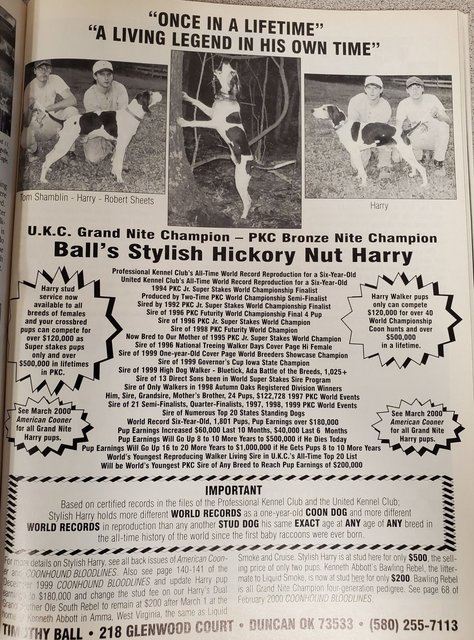 "ONCE IN A LIFETIME"
"A LIVING LEGEND IN HIS OWN TIME"
Tom Shamblin - Harry - Robert Sheets
Harry
U.K.C. Grand Nite Champion – PKC Bronze Nite Champion
Ball's Stylish Hickory Nut Harry
Harry stud
service now
available to all
breeds of females
and your crossbred
pups can compete for
over $120,000 as
super stakes
pups only
and over
$500,000 in lifetimes
in PKC.
Professional Kennel Club's All-Time World Record Reproduction for a Six-Year-Old
United Kennel Club's All-Time World Record Reproduction for a Six-Year-Old
1994 PKC Jr. Super Stakes World Championship Finalist
Produced by Two-Time PKC World Championship Semi-Finalist
Sired by 1992 PKC Jr. Super Stakes World Championship Finalist
Sire of 1996 PKC Futurity World Championship Final 4 Pup
Sire of 1996 PKC Jr. Super Stakes World Champion
Sire of 1998 PKC Futurity World Champion
Now Bred to Our Mother of 1995 PKC Jr. Super Stakes World Champion
Sire of 1996 National Treeing Walker Days Cover Page Hi Female
Sire of 1999 One-year-old Cover Page World Breeders Showcase Champion
Sire of 1999 Governor's Cup Iowa State Champion
Sire of 1999 High Dog Walker - Bluetick, Ada Battle of the Breeds, 1,025+
Sire of 13 Direct Sons been in World Super Stakes Sire Program
Sire of Only Walkers in 1998 Autumn Oaks Registered Division Winners
Him, Sire, Grandsire, Mother's Brother, 24 Pups, $122,728 1997 PKC World Events
Sire of 21 Semi-Finalists, Quarter-Finalists, 1997, 1998, 1999 PKC World Events
Sire of Numerous Top 20 States Standing Dogs
World Record Six-Year-Old, 1,801 Pups, Pup Earnings over $180,000
Pup Earnings Increased $60,000 Last 10 Months, $40,000 Last 6 Months
Pup Earnings Will Go Up 8 to 10 More Years to $500,000 if He Dies Today
Pup Earnings Will Go Up 16 to 20 More Years to $1,000,000 if He Gets Pups 8 to 10 More Years
World's Youngest Reproducing Walker Living Sire in U.K.C.'s All-Time Top 20 List
Will be World's Youngest PKC Sire of Any Breed to Reach Pup Earnings of $200,000
Harry Walker pups
only can compete
$120,000 for over 40
World Championship
Coon hunts and over
$500,000
in a lifetime.
See March 2000
American Cooner
for all Grand Nite
Harry pups.
See March 2000
American Cooner
for all Grand Nite
Harry pups.
IMPORTANT
Based on certified records in the files of the Professional Kennel Club and the United Kennel Club;
Stylish Harry holds more different WORLD RECORDS as a one-year-old COON DOG and more different
WORLD RECORDS in reproduction than any another STUD DOG his same EXACT age at ANY age of ANY breed in
the all-time history of the world since the first baby raccoons were ever born.
For more details on Stylish Harry, see all back issues of American Cooner
and COONHOUND BLOODLINES. Also see page 140-141 of the
December 1999 COONHOUND BLOODLINES and update Harry pup
to $180,000 and change the stud fee on our Harry's Dual
Ole South Rebel to remain at $200 after March 1 at the
Kenneth Abbott in Amma, West Virginia, the same as Liquid
Smoke and Cruise. Stylish Harry is at stud here for only $500, the selling
price of only two pups. Kenneth Abbott's Bawling Rebel, the littermate
to Liquid Smoke, is now at stud here for only $200. Bawling Rebel
is all Grand Nite Champion four-generation pedigree. See page 68 of
February 2000 COONHOUND BLOODLINES.
TIMOTHY BALL • 218 GLENWOOD COURT • DUNCAN OK 73533 • (580) 255-7113